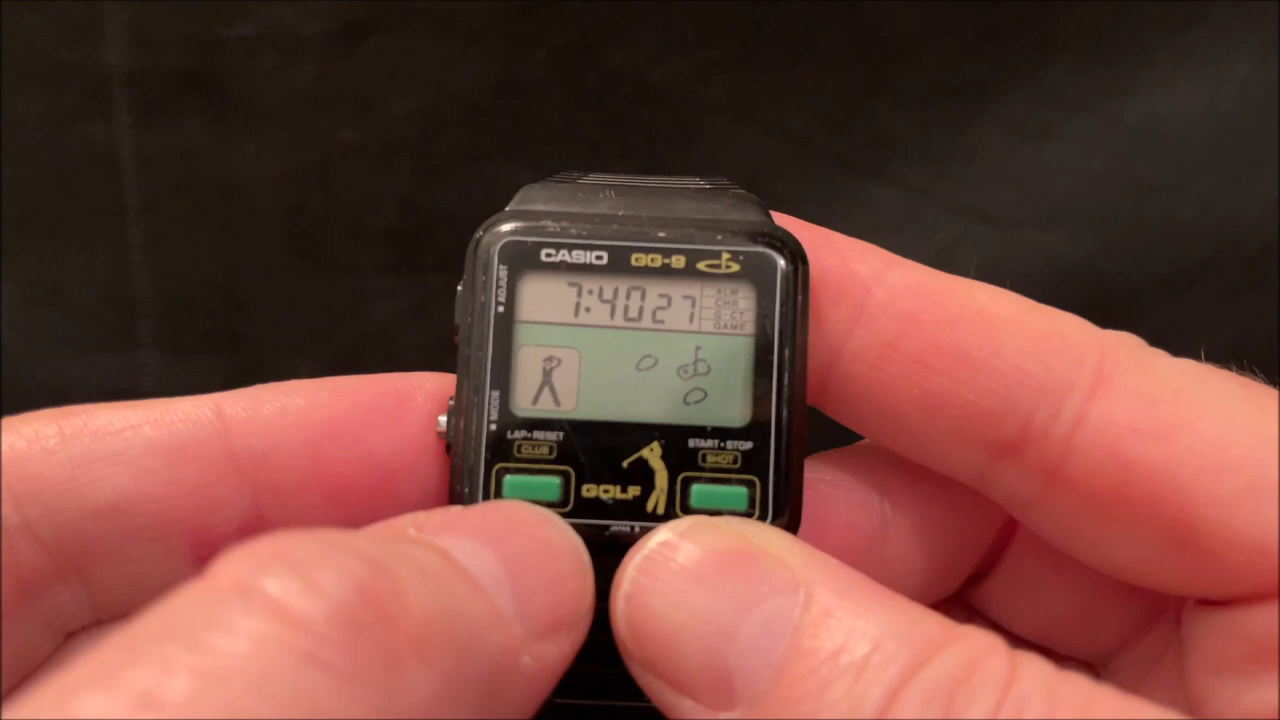 CASIO GG-9
ADJUST
7:40 27
ALM
CHR
G-CT
GAME
MODE
LAP•RESET
CLUB
START•STOP
SHOT
GOLF